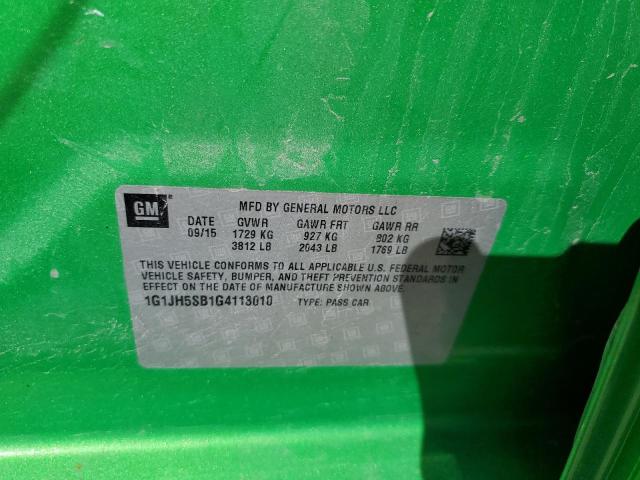 GM ®
MFD BY GENERAL MOTORS LLC
DATE GVWR GAWR FRT GAWR RR
09/15 1729 KG 927 KG 802 KG
3812 LB 2043 LB 1769 LB
THIS VEHICLE CONFORMS TO ALL APPLICABLE U.S. FEDERAL MOTOR
VEHICLE SAFETY, BUMPER, AND THEFT PREVENTION STANDARDS IN
EFFECT ON THE DATE OF MANUFACTURE SHOWN ABOVE.
1G1JH5SB1G4113010 TYPE: PASS CAR